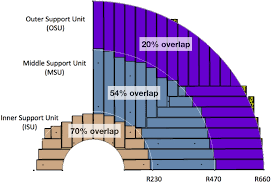 Outer Support Unit
(OSU)
20% overlap
Middle Support Unit
(MSU)
54% overlap
Inner Support Unit
(ISU)
70% overlap
R230
R470
R660